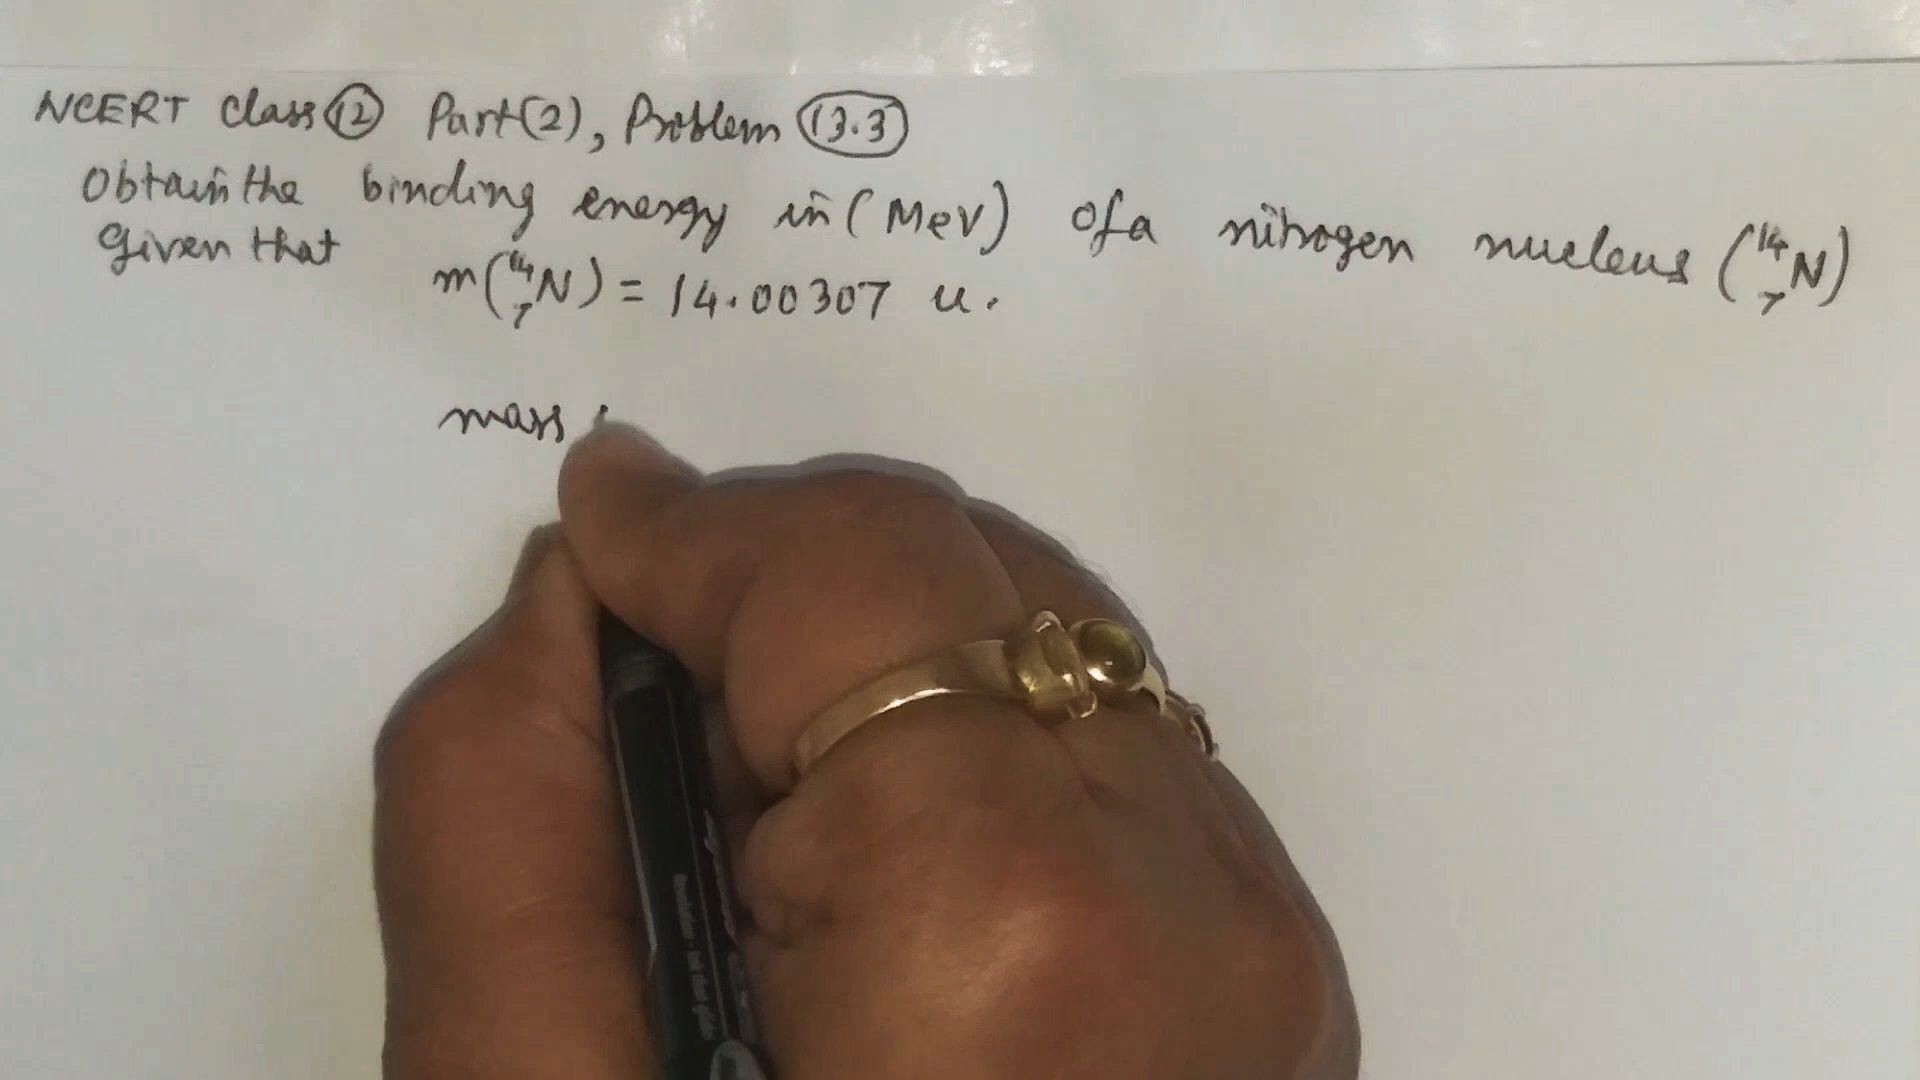 NCERT Class 12 Part(2), Problem 13.3
Obtain the binding energy in (MeV) of a nitrogen nucleus (¹⁴₇N)
Given that
m(¹⁴₇N) = 14.00307 u.
mass